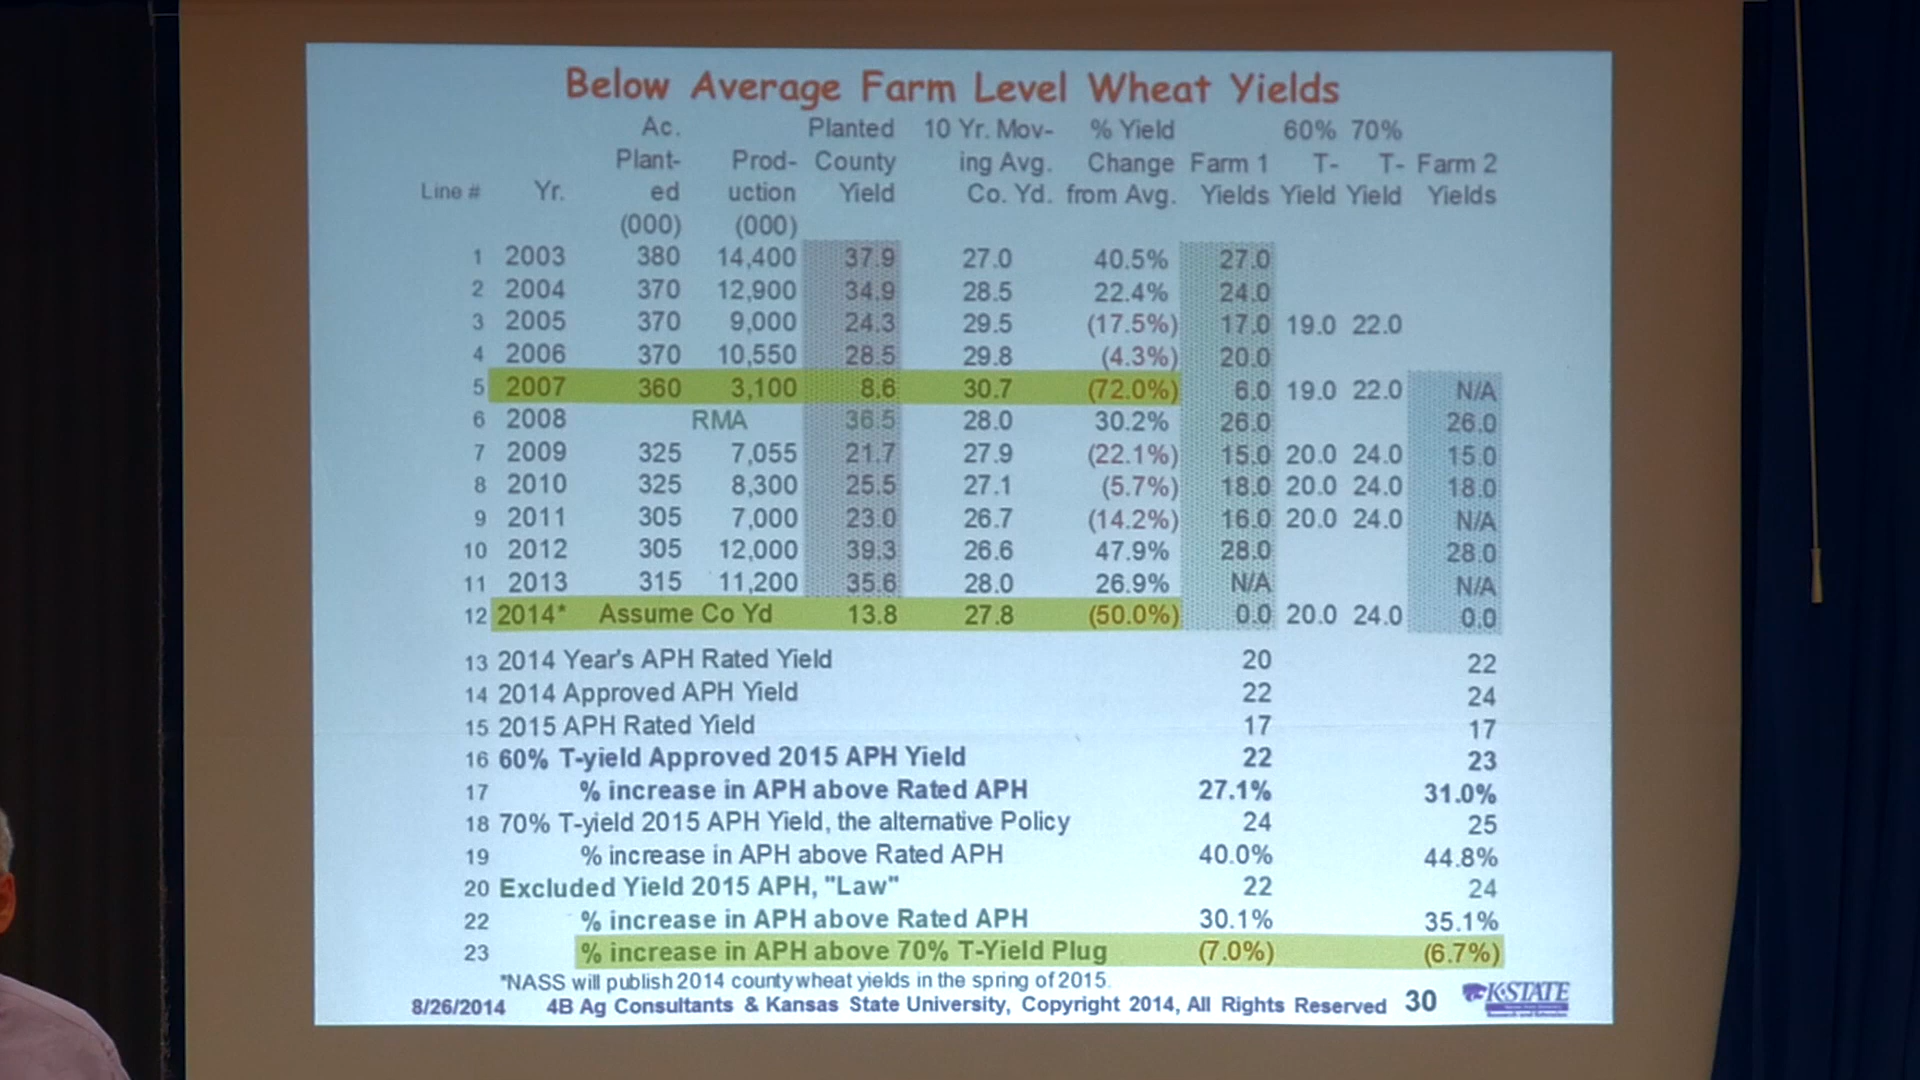 Below Average Farm Level Wheat Yields
Ac. Planted 10 Yr. Mov- % Yield 60% 70%
Plant- Prod- County ing Avg. Change Farm 1 T- T- Farm 2
Line # Yr. ed uction Yield Co. Yd. from Avg. Yields Yield Yield Yields
(000) (000)
1 2003 380 14,400 37.9 27.0 40.5% 27.0
2 2004 370 12,900 34.9 28.5 22.4% 24.0
3 2005 370 9,000 24.3 29.5 (17.5%) 17.0 19.0 22.0
4 2006 370 10,550 28.5 29.8 (4.3%) 20.0
5 2007 360 3,100 8.6 30.7 (72.0%) 6.0 19.0 22.0 N/A
6 2008 RMA 36.5 28.0 30.2% 26.0 26.0
7 2009 325 7,055 21.7 27.9 (22.1%) 15.0 20.0 24.0 15.0
8 2010 325 8,300 25.5 27.1 (5.7%) 18.0 20.0 24.0 18.0
9 2011 305 7,000 23.0 26.7 (14.2%) 16.0 20.0 24.0 N/A
10 2012 305 12,000 39.3 26.6 47.9% 28.0 28.0
11 2013 315 11,200 35.6 28.0 26.9% N/A N/A
12 2014* Assume Co Yd 13.8 27.8 (50.0%) 0.0 20.0 24.0 0.0
13 2014 Year's APH Rated Yield 20 22
14 2014 Approved APH Yield 22 24
15 2015 APH Rated Yield 17 17
16 60% T-yield Approved 2015 APH Yield 22 23
17 % increase in APH above Rated APH 27.1% 31.0%
18 70% T-yield 2015 APH Yield, the alternative Policy 24 25
19 % increase in APH above Rated APH 40.0% 44.8%
20 Excluded Yield 2015 APH, "Law" 22 24
22 % increase in APH above Rated APH 30.1% 35.1%
23 % increase in APH above 70% T-Yield Plug (7.0%) (6.7%)
*NASS will publish 2014 county wheat yields in the spring of 2015.
8/26/2014 4B Ag Consultants & Kansas State University, Copyright 2014, All Rights Reserved 30 K-STATE